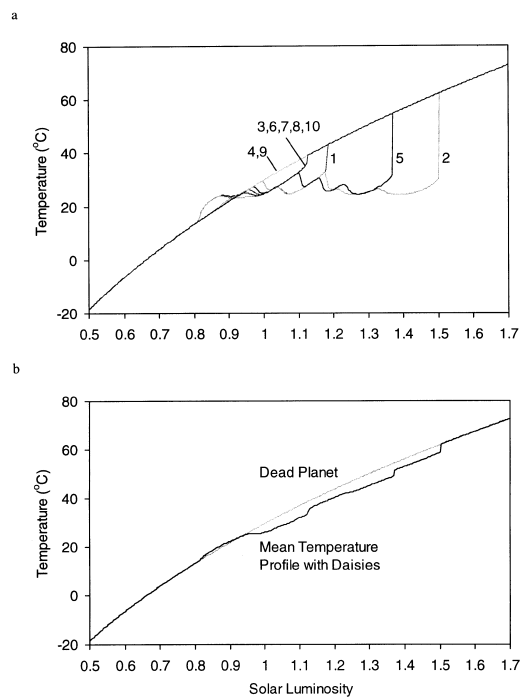 a
80
60
40
20
0
-20
Temperature (°C)
3,6,7,8,10
4,9
1
5
2
0.5 0.6 0.7 0.8 0.9 1 1.1 1.2 1.3 1.4 1.5 1.6 1.7
b
80
60
40
20
0
-20
Temperature (°C)
Dead Planet
Mean Temperature
Profile with Daisies
0.5 0.6 0.7 0.8 0.9 1 1.1 1.2 1.3 1.4 1.5 1.6 1.7
Solar Luminosity